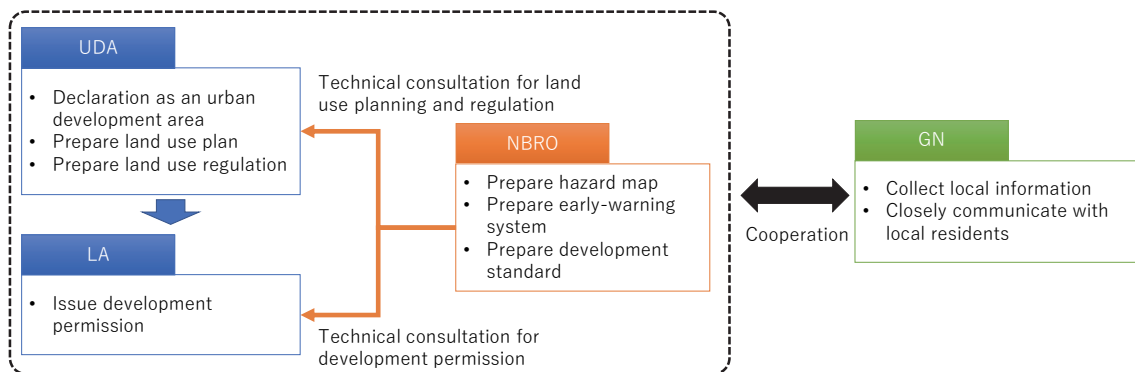 UDA
• Declaration as an urban
development area
• Prepare land use plan
• Prepare land use regulation
Technical consultation for land
use planning and regulation
NBRO
• Prepare hazard map
• Prepare early-warning
system
• Prepare development
standard
LA
• Issue development
permission
Technical consultation for
development permission
Cooperation
GN
• Collect local information
• Closely communicate with
local residents